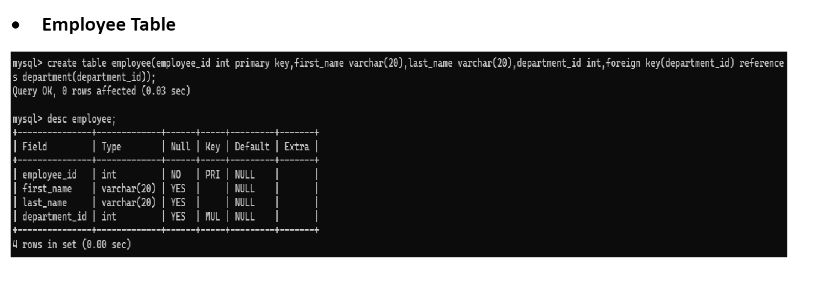 • Employee Table
mysql> create table employee(employee_id int primary key,first_name varchar(20),last_name varchar(20),department_id int,foreign key(department_id) reference
s department(department_id));
Query OK, 0 rows affected (0.03 sec)
mysql> desc employee;
+---------------+-------------+------+-----+---------+-------+
| Field         | Type        | Null | Key | Default | Extra |
+---------------+-------------+------+-----+---------+-------+
| employee_id   | int         | NO   | PRI | NULL    |       |
| first_name    | varchar(20) | YES  |     | NULL    |       |
| last_name     | varchar(20) | YES  |     | NULL    |       |
| department_id | int         | YES  | MUL | NULL    |       |
+---------------+-------------+------+-----+---------+-------+
4 rows in set (0.00 sec)